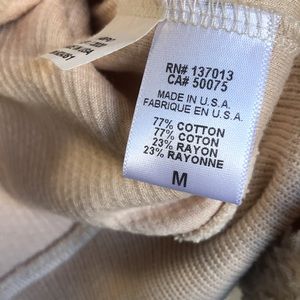 RN# 137013
CA# 50075
MADE IN U.S.A.
FABRIQUE EN U.S.A.
77% COTTON
77% COTON
23% RAYON
23% RAYONNE
M